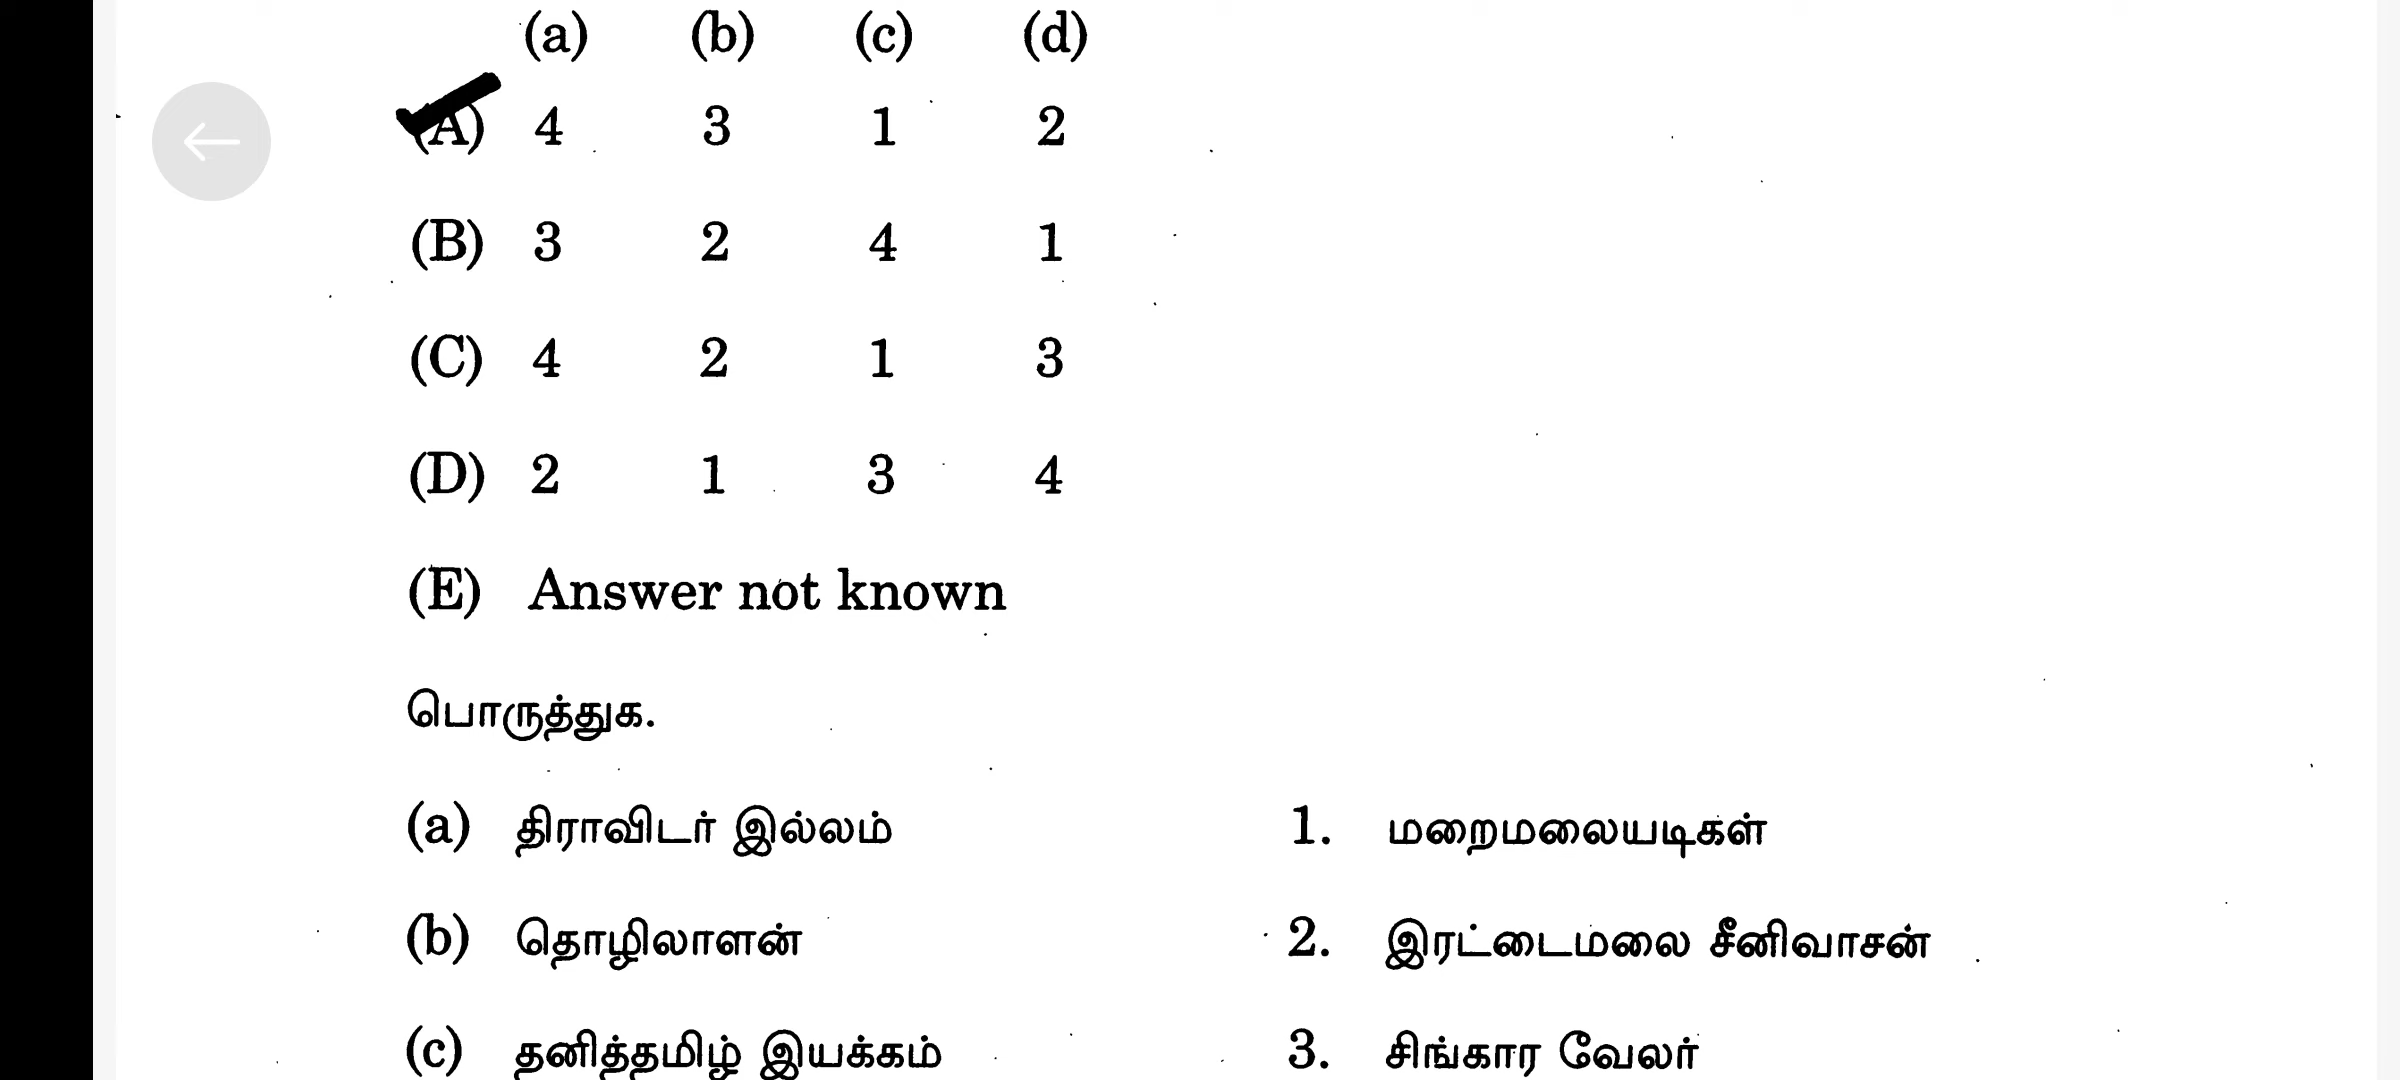 (a) (b) (c) (d)
(A) 4 3 1 2
(B) 3 2 4 1
(C) 4 2 1 3
(D) 2 1 3 4
(E) Answer not known
பொருத்துக.
(a) திராவிடர் இல்லம் 1. மறைமலையடிகள்
(b) தொழிலாளன் 2. இரட்டைமலை சீனிவாசன்
(c) தனித்தமிழ் இயக்கம் 3. சிங்கார வேலர்